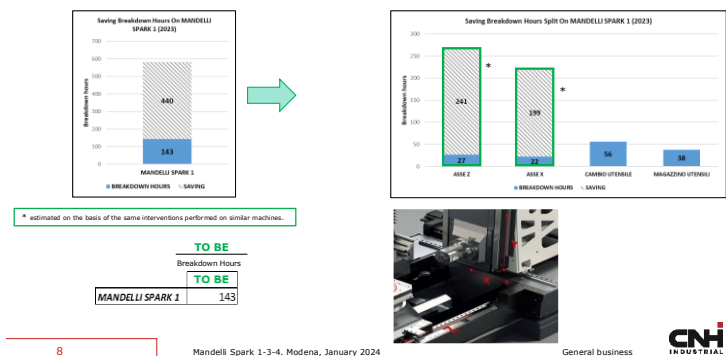 Saving Breakdown Hours On MANDELLI
SPARK 1 (2023)
Breakdown hours
700
600
500
400
300
200
100
0
440
143
MANDELLI SPARK 1
BREAKDOWN HOURS
SAVING
Saving Breakdown Hours Split On MANDELLI SPARK 1 (2023)
Breakdown hours
300
250
200
150
100
50
0
241
27
*
199
22
*
56
38
ASSE Z
ASSE X
CAMBIO UTENSILE
MAGAZZINO UTENSILI
BREAKDOWN HOURS
SAVING
* estimated on the basis of the same interventions performed on similar machines.
TO BE
Breakdown Hours
TO BE
MANDELLI SPARK 1 143
Y
X
8
Mandelli Spark 1-3-4. Modena, January 2024
General business
CNH
INDUSTRIAL